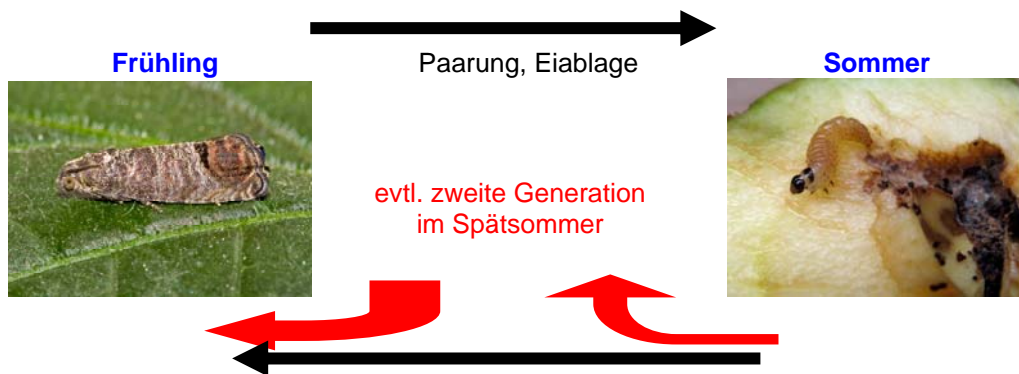 Frühling
Paarung, Eiablage
Sommer
evtl. zweite Generation
im Spätsommer